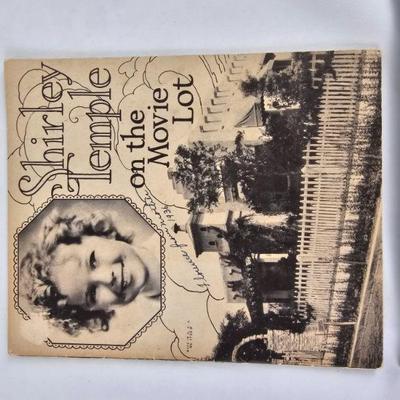 Shirley
Temple
on the
Movie
Lot